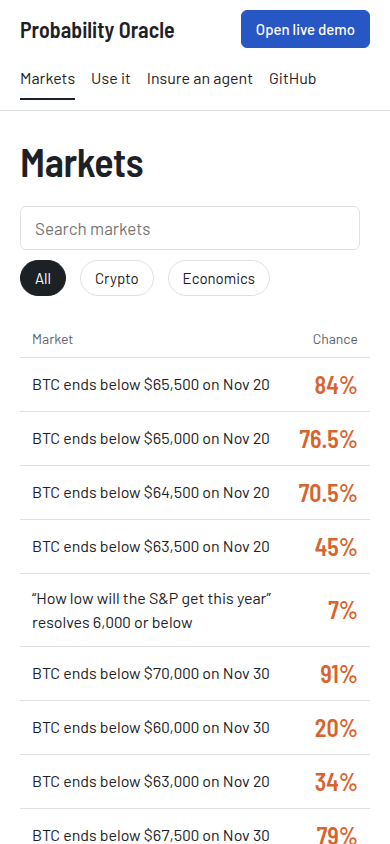 Probability Oracle
Open live demo
Markets
Use it
Insure an agent
GitHub
Markets
Search markets
All
Crypto
Economics
Market
Chance
BTC ends below $65,500 on Nov 20
84%
BTC ends below $65,000 on Nov 20
76.5%
BTC ends below $64,500 on Nov 20
70.5%
BTC ends below $63,500 on Nov 20
45%
“How low will the S&P get this year”
resolves 6,000 or below
7%
BTC ends below $70,000 on Nov 30
91%
BTC ends below $60,000 on Nov 30
20%
BTC ends below $63,000 on Nov 20
34%
BTC ends below $67,500 on Nov 30
79%